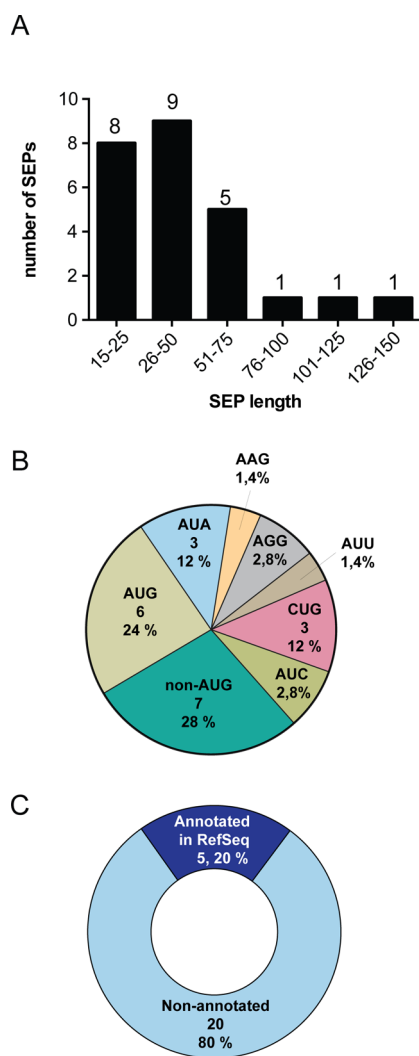 A
number of SEPs
10
8
6
4
2
0
8
9
5
1
1
1
15-25
26-50
51-75
76-100
101-125
126-150
SEP length
B
AAG
1,4%
AUA
3
12 %
AGG
2,8%
AUU
1,4%
AUG
6
24 %
CUG
3
12 %
AUC
2,8%
non-AUG
7
28 %
C
Annotated
in RefSeq
5, 20 %
Non-annotated
20
80 %